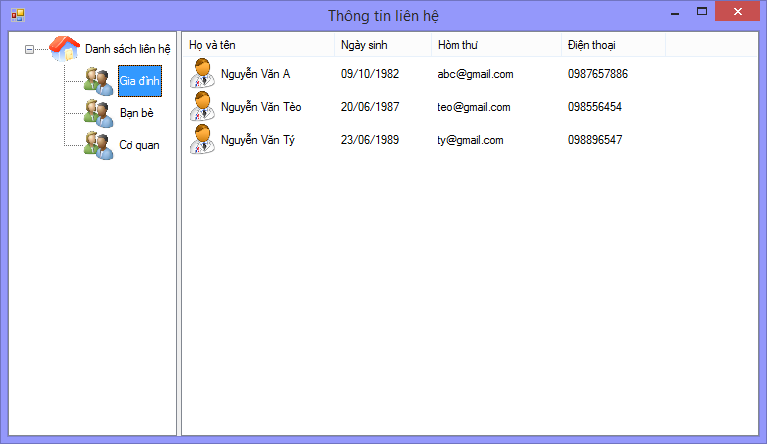 Thông tin liên hệ
Danh sách liên hệ
Gia đình
Bạn bè
Cơ quan
Họ và tên Ngày sinh Hòm thư Điện thoại
Nguyễn Văn A 09/10/1982 abc@gmail.com 0987657886
Nguyễn Văn Tèo 20/06/1987 teo@gmail.com 098556454
Nguyễn Văn Tý 23/06/1989 ty@gmail.com 098896547